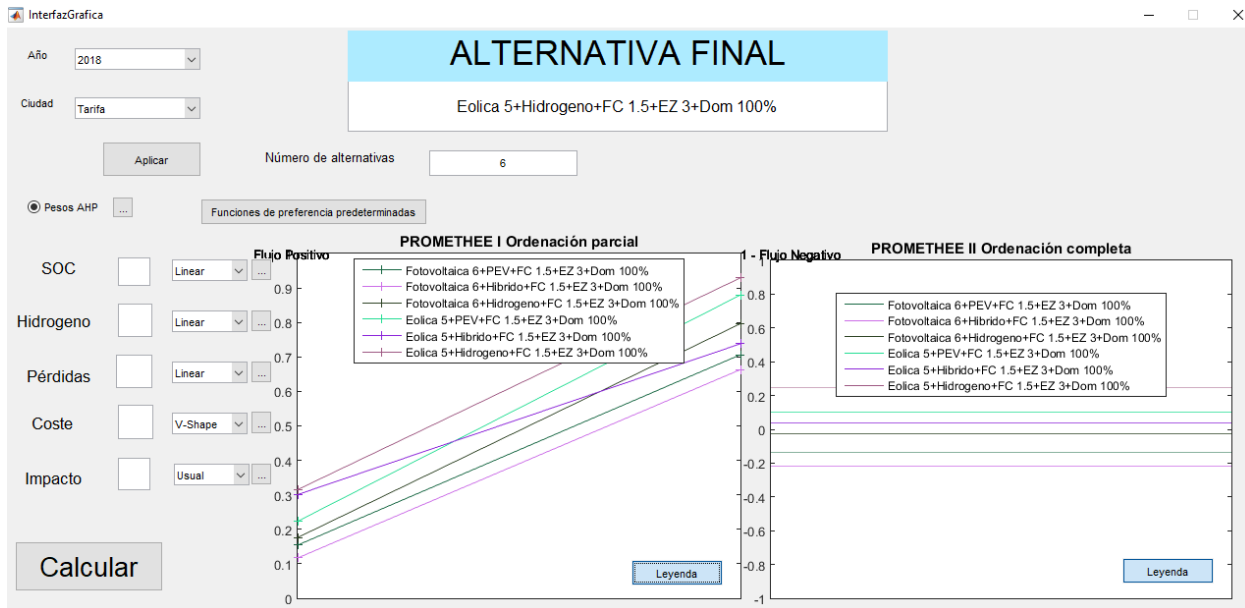 InterfazGrafica
Año
2018
ALTERNATIVA FINAL
Ciudad
Tarifa
Eolica 5+Hidrogeno+FC 1.5+EZ 3+Dom 100%
Aplicar
Número de alternativas
6
Pesos AHP
...
Funciones de preferencia predeterminadas
SOC
Linear
...
Hidrogeno
Linear
...
Pérdidas
Linear
...
Coste
V-Shape
...
Impacto
Usual
...
Calcular
PROMETHEE I Ordenación parcial
Flujo Positivo
1 - Flujo Negativo
Fotovoltaica 6+PEV+FC 1.5+EZ 3+Dom 100%
Fotovoltaica 6+Hibrido+FC 1.5+EZ 3+Dom 100%
Fotovoltaica 6+Hidrogeno+FC 1.5+EZ 3+Dom 100%
Eolica 5+PEV+FC 1.5+EZ 3+Dom 100%
Eolica 5+Hibrido+FC 1.5+EZ 3+Dom 100%
Eolica 5+Hidrogeno+FC 1.5+EZ 3+Dom 100%
0.9
0.8
0.7
0.6
0.5
0.4
0.3
0.2
0.1
0
Leyenda
PROMETHEE II Ordenación completa
Fotovoltaica 6+PEV+FC 1.5+EZ 3+Dom 100%
Fotovoltaica 6+Hibrido+FC 1.5+EZ 3+Dom 100%
Fotovoltaica 6+Hidrogeno+FC 1.5+EZ 3+Dom 100%
Eolica 5+PEV+FC 1.5+EZ 3+Dom 100%
Eolica 5+Hibrido+FC 1.5+EZ 3+Dom 100%
Eolica 5+Hidrogeno+FC 1.5+EZ 3+Dom 100%
1
0.8
0.6
0.4
0.2
0
-0.2
-0.4
-0.6
-0.8
-1
Leyenda